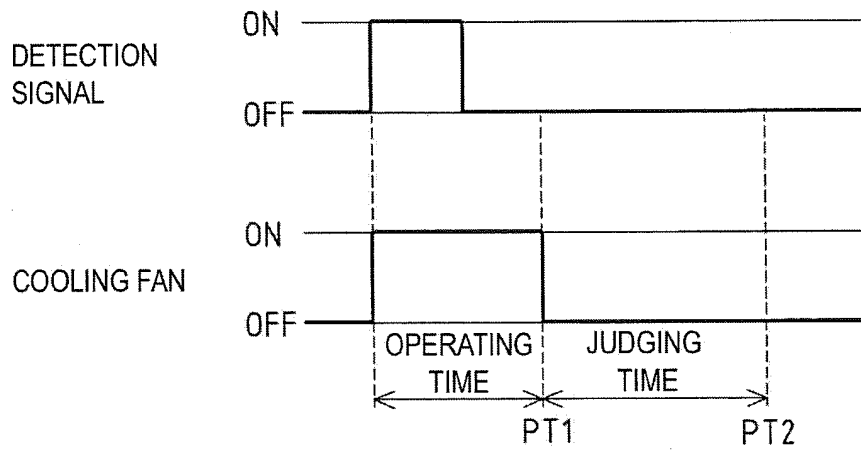 ON
DETECTION
SIGNAL
OFF
ON
COOLING FAN
OFF
OPERATING
TIME
JUDGING
TIME
PT1
PT2